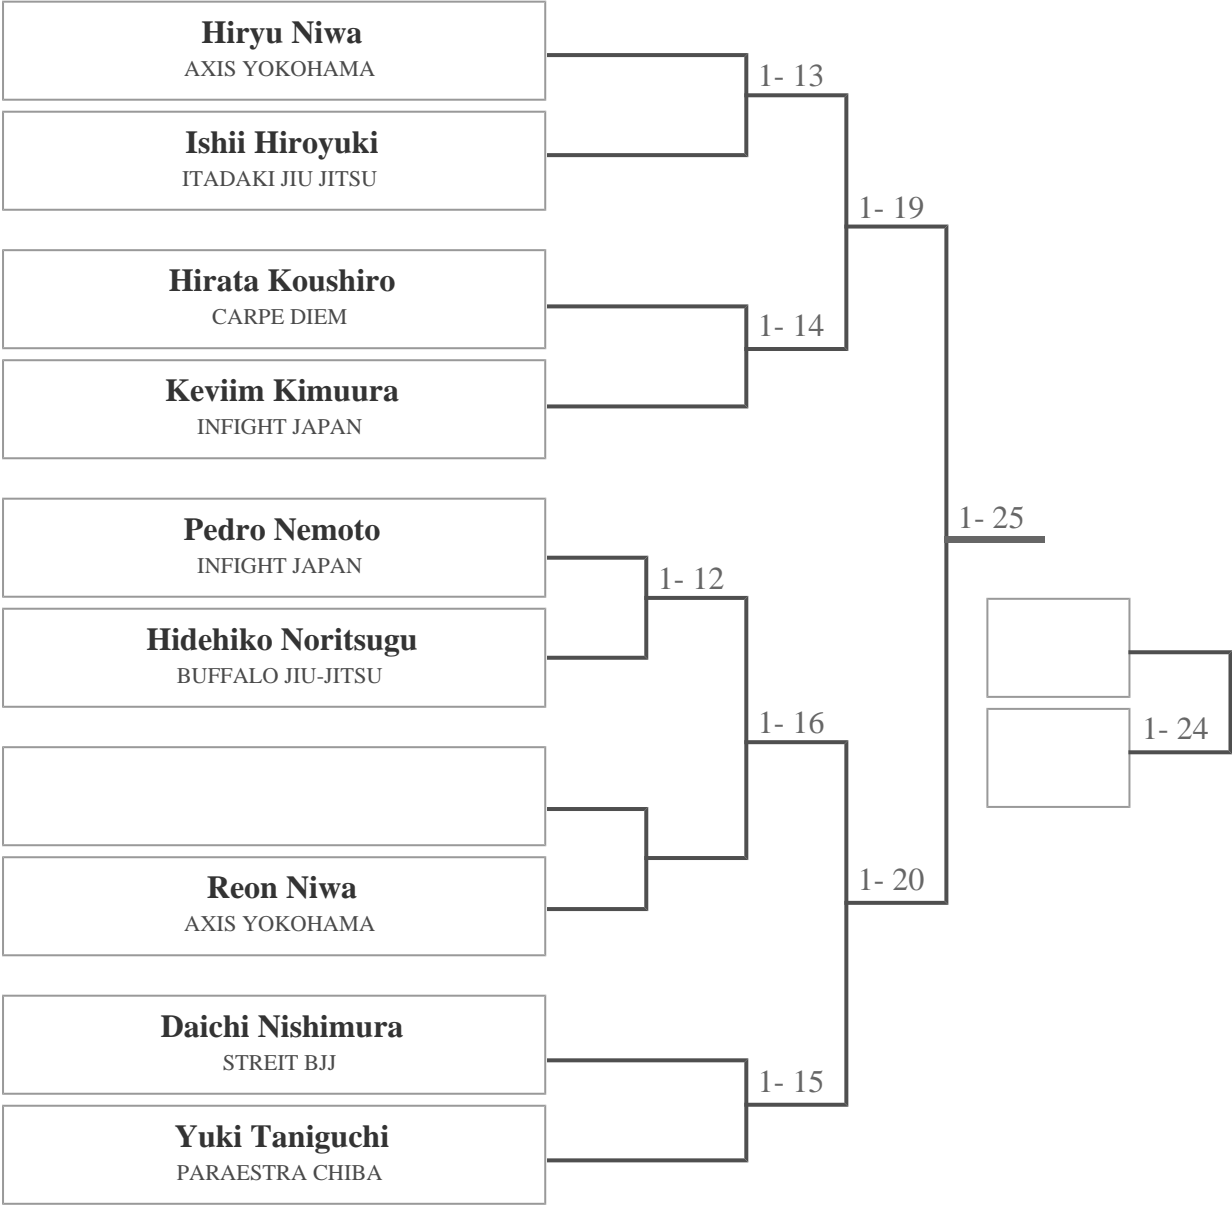 Hiryu Niwa
AXIS YOKOHAMA
1- 13
Ishii Hiroyuki
ITADAKI JIU JITSU
1- 19
Hirata Koushiro
CARPE DIEM
1- 14
Keviim Kimuura
INFIGHT JAPAN
Pedro Nemoto
INFIGHT JAPAN
1- 25
1- 12
Hidehiko Noritsugu
BUFFALO JIU-JITSU
1- 16
1- 24
Reon Niwa
AXIS YOKOHAMA
1- 20
Daichi Nishimura
STREIT BJJ
1- 15
Yuki Taniguchi
PARAESTRA CHIBA